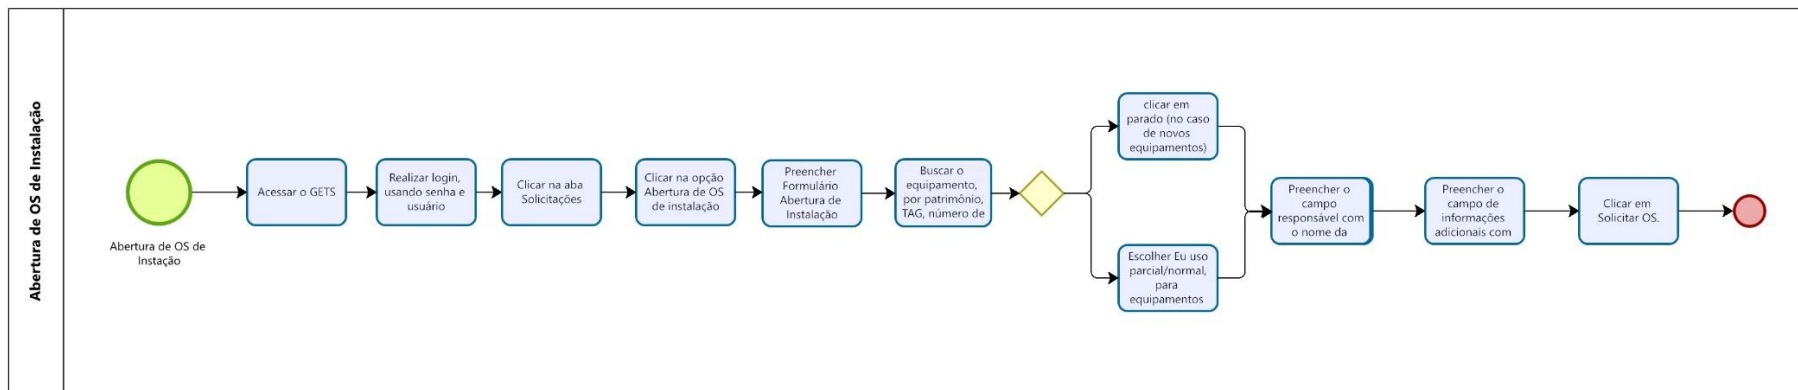 Abertura de OS de Instalação
Abertura de OS de
Instação
Acessar o GETS
Realizar login,
usando senha e
usuário
Clicar na aba
Solicitações
Clicar na opção
Abertura de OS
de instalação
Preencher
Formulário
Abertura de
Instalação
Buscar o
equipamento,
por patrimônio,
TAG, número de
clicar em
parado (no caso
de novos
equipamentos)
Escolher Eu uso
parcial/normal,
para
equipamentos
Preencher o
campo
responsável com
o nome da
Preencher o
campo de
informações
adicionais com
Clicar em
Solicitar OS.